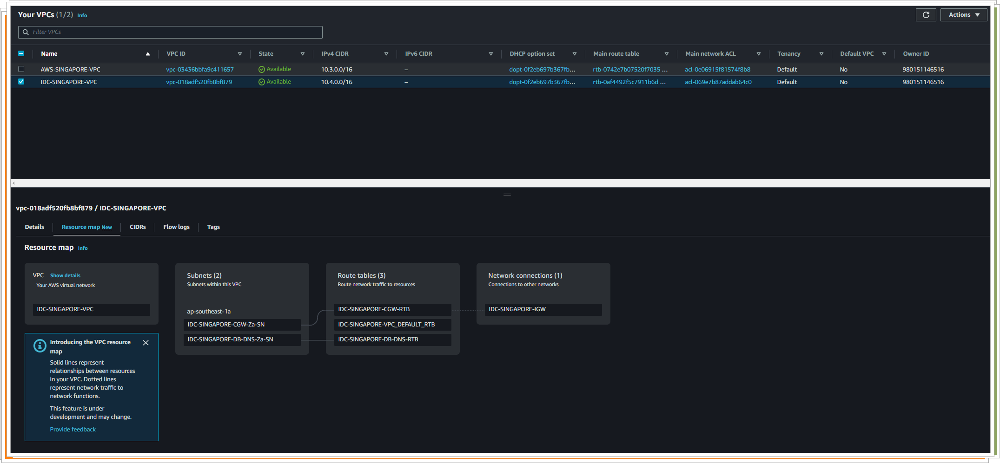 Your VPCs (1/2) Info
Actions
Filter VPCs
Name VPC ID State IPv4 CIDR IPv6 CIDR DHCP option set Main route table Main network ACL Tenancy Default VPC Owner ID
AWS-SINGAPORE-VPC vpc-03436bbfa9c411657 Available 10.3.0.0/16 – dopt-0f2eb697b367fb... rtb-0742e7b07520f7035 ... acl-0e06915f81574f8b8 Default No 980151146516
IDC-SINGAPORE-VPC vpc-018adf520fb8bf879 Available 10.4.0.0/16 – dopt-0f2eb697b367fb... rtb-0af4492f5c7911b6d ... acl-069e7b87addab64c0 Default No 980151146516
vpc-018adf520fb8bf879 / IDC-SINGAPORE-VPC
Details Resource map New CIDRs Flow logs Tags
Resource map Info
VPC Show details
Your AWS virtual network
IDC-SINGAPORE-VPC
Subnets (2)
Subnets within this VPC
ap-southeast-1a
IDC-SINGAPORE-CGW-Za-SN
IDC-SINGAPORE-DB-DNS-Za-SN
Route tables (3)
Route network traffic to resources
IDC-SINGAPORE-CGW-RTB
IDC-SINGAPORE-VPC_DEFAULT_RTB
IDC-SINGAPORE-DB-DNS-RTB
Network connections (1)
Connections to other networks
IDC-SINGAPORE-IGW
Introducing the VPC resource
map
Solid lines represent
relationships between resources
in your VPC. Dotted lines
represent network traffic to
network functions.
This feature is under
development and may change.
Provide feedback